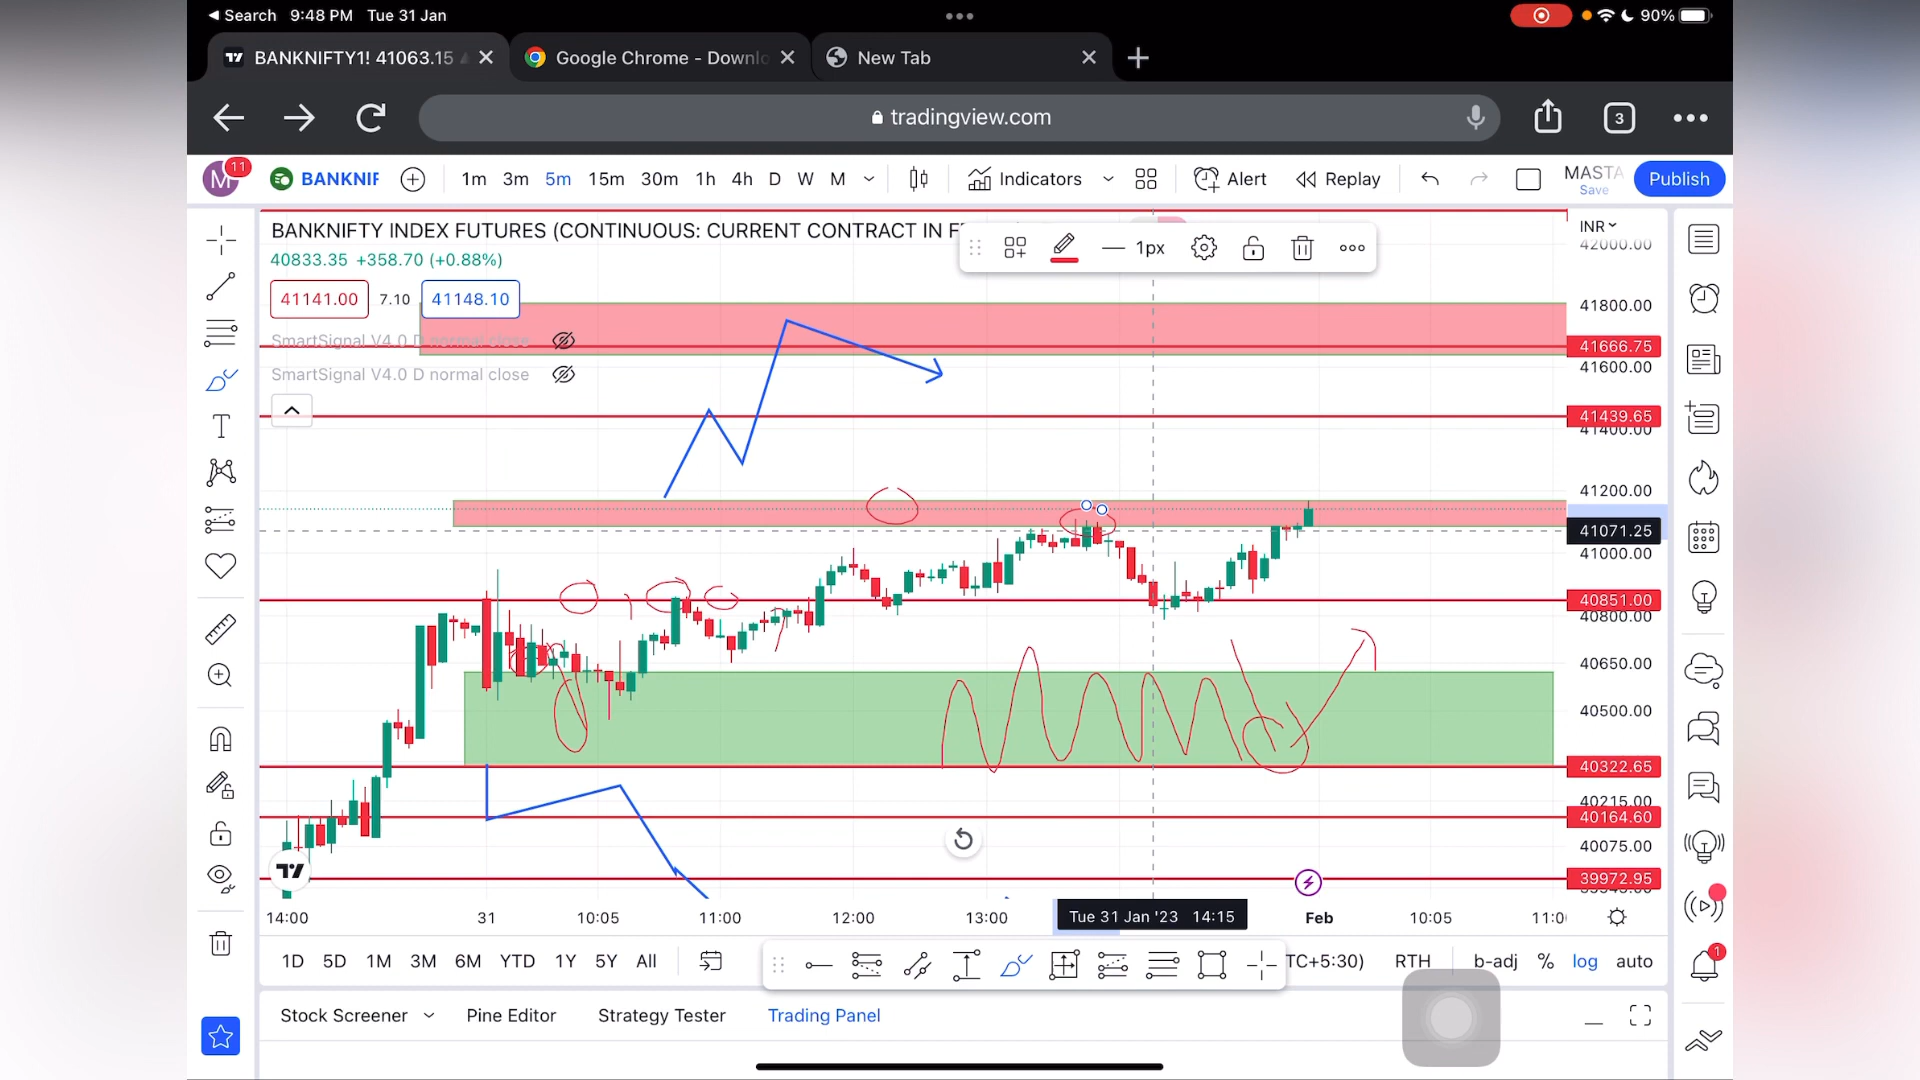 Search 9:48 PM Tue 31 Jan 90%
BANKNIFTY1! 41063.15 Google Chrome - Downlo New Tab
tradingview.com 3
M 11 BANKNIF 1m 3m 5m 15m 30m 1h 4h D W M Indicators Alert Replay MASTA Save Publish
BANKNIFTY INDEX FUTURES (CONTINUOUS: CURRENT CONTRACT IN F 1px INR
42000.00
40833.35 +358.70 (+0.88%)
41141.00 7.10 41148.10
41800.00
SmartSignal V4.0 D normal close
41666.75
41600.00
SmartSignal V4.0 D normal close
41439.65
41400.00
41200.00
41071.25
41000.00
40851.00
40800.00
40650.00
40500.00
40322.65
40215.00
40164.60
40075.00
39972.95
14:00 31 10:05 11:00 12:00 13:00 Tue 31 Jan '23 14:15 Feb 10:05 11:0
1D 5D 1M 3M 6M YTD 1Y 5Y All TC+5:30) RTH b-adj % log auto
1
Stock Screener Pine Editor Strategy Tester Trading Panel